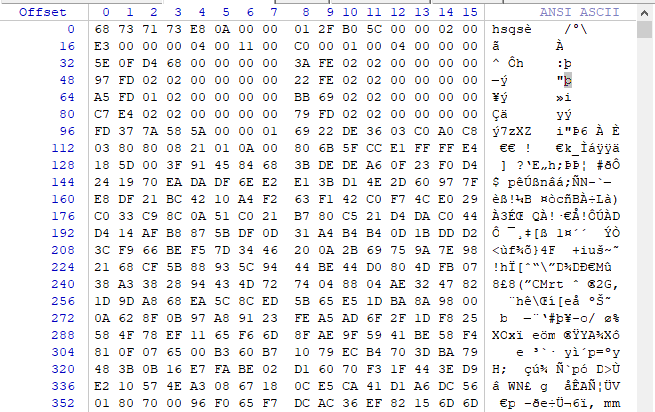 Offset 0 1 2 3 4 5 6 7 8 9 10 11 12 13 14 15 ANSI ASCII
0 68 73 71 73 E8 0A 00 00 01 2F B0 5C 00 00 02 00 hsqsè /°\
16 E3 00 00 00 04 00 11 00 C0 00 01 00 04 00 00 00 ã À
32 5E 0F D4 68 00 00 00 00 3A FE 02 02 00 00 00 00 ^ Ôh :þ
48 97 FD 02 02 00 00 00 00 22 FE 02 02 00 00 00 00 —ý "þ
64 A5 FD 01 02 00 00 00 00 BB 69 02 02 00 00 00 00 ¥ý »i
80 C7 E4 02 02 00 00 00 00 79 FD 02 02 00 00 00 00 Çä yý
96 FD 37 7A 58 5A 00 00 01 69 22 DE 36 03 C0 A0 C8 ý7zXZ i"Þ6 À È
112 03 80 80 08 21 01 0A 00 80 6B 5F CC E1 FF FF E4 €€ ! €k_Ìáÿÿä
128 18 5D 00 3F 91 45 84 68 3B DE DE A6 0F 23 F0 D4 ] ?‘E„h;ÞÞ¦ #ðÔ
144 24 19 70 EA DA DF 6E E2 E1 3B D1 4E 2D 60 97 7F $ pêÚßnâá;ÑN-`—
160 E8 DF 21 BC 42 10 A4 F2 63 F1 42 C0 F7 4C E0 29 èß!¼B ¤òcñBÀ÷Là)
176 C0 33 C9 8C 0A 51 C0 21 B7 80 C5 21 D4 DA C0 44 À3ÉŒ QÀ!·€Å!ÔÚÀD
192 D4 14 AF B8 87 5B DF 0D 31 A4 B4 B4 0D 1B DD D2 Ô ¯¸‡[ß 1¤´´ ÝÒ
208 3C F9 66 BE F5 7D 34 46 20 0A 2B 69 75 9A 7E 98 <ùf¾õ}4F +iuš~˜
224 21 68 CF 5B 88 93 5C 94 44 BE 44 D0 80 4D FB 07 !hÏ[ˆ“\”D¾DÐ€Mû
240 38 A3 38 28 94 43 4D 72 74 04 88 04 AE 32 47 82 8£8(”CMrt ˆ ®2G‚
256 1D 9D A8 68 EA 5C 8C ED 5B 65 E5 1D BA 8A 98 00 ¨hê\Œí[eå ºŠ˜
272 0A 62 8F 0B 97 A8 91 23 FE A5 AD 6F 2F 1D F8 25 b —¨‘#þ¥-o/ ø%
288 58 4F 78 EF 11 65 F6 6D 8F AE 9F 59 41 BE 58 F4 XOxï eöm ®ŸYA¾Xô
304 81 0F 07 65 00 B3 60 B7 10 79 EC B4 70 3D BA 79 e ³`· yì´p=ºy
320 48 3B 0B 16 E7 FA BE 02 D1 60 70 F3 1F 44 3E D9 H; çú¾ Ñ`pó D>Ù
336 E2 10 57 4E A3 08 67 18 0C E5 CA 41 D1 A6 DC 56 â WN£ g åÊAÑ¦ÜV
352 01 80 70 00 96 F0 65 F7 DC AC 36 EF 82 15 6D 6D €p –ðe÷Ü¬6ï‚ mm